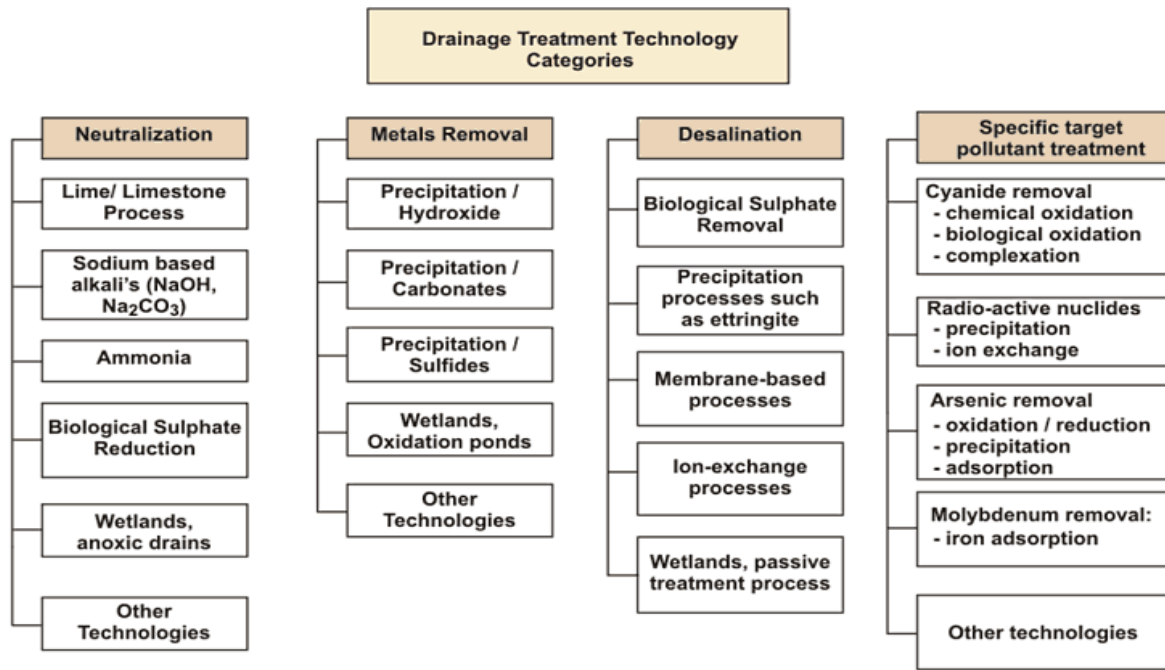 Drainage Treatment Technology
Categories
Neutralization
Lime/ Limestone
Process
Sodium based
alkali's (NaOH,
Na₂CO₃)
Ammonia
Biological Sulphate
Reduction
Wetlands,
anoxic drains
Other
Technologies
Metals Removal
Precipitation /
Hydroxide
Precipitation /
Carbonates
Precipitation /
Sulfides
Wetlands,
Oxidation ponds
Other
Technologies
Desalination
Biological Sulphate
Removal
Precipitation
processes such
as ettringite
Membrane-based
processes
Ion-exchange
processes
Wetlands, passive
treatment process
Specific target
pollutant treatment
Cyanide removal
- chemical oxidation
- biological oxidation
- complexation
Radio-active nuclides
- precipitation
- ion exchange
Arsenic removal
- oxidation / reduction
- precipitation
- adsorption
Molybdenum removal:
- iron adsorption
Other technologies